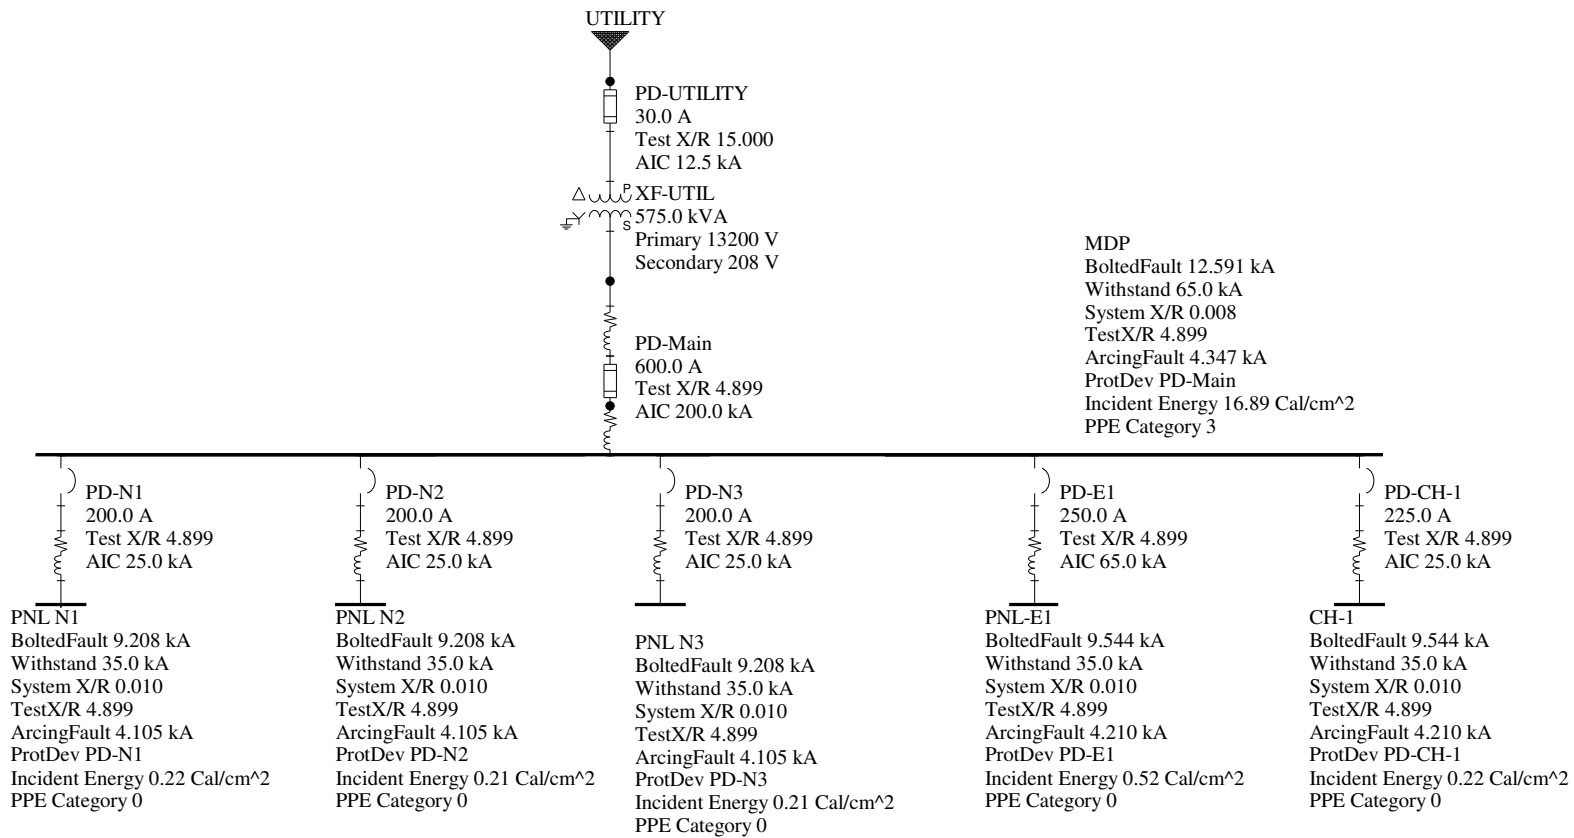 UTILITY
PD-UTILITY
30.0 A
Test X/R 15.000
AIC 12.5 kA
P
XF-UTIL
575.0 kVA
S
Primary 13200 V
Secondary 208 V
PD-Main
600.0 A
Test X/R 4.899
AIC 200.0 kA
MDP
BoltedFault 12.591 kA
Withstand 65.0 kA
System X/R 0.008
TestX/R 4.899
ArcingFault 4.347 kA
ProtDev PD-Main
Incident Energy 16.89 Cal/cm^2
PPE Category 3
PD-N1
200.0 A
Test X/R 4.899
AIC 25.0 kA
PD-N2
200.0 A
Test X/R 4.899
AIC 25.0 kA
PD-N3
200.0 A
Test X/R 4.899
AIC 25.0 kA
PD-E1
250.0 A
Test X/R 4.899
AIC 65.0 kA
PD-CH-1
225.0 A
Test X/R 4.899
AIC 25.0 kA
PNL N1
BoltedFault 9.208 kA
Withstand 35.0 kA
System X/R 0.010
TestX/R 4.899
ArcingFault 4.105 kA
ProtDev PD-N1
Incident Energy 0.22 Cal/cm^2
PPE Category 0
PNL N2
BoltedFault 9.208 kA
Withstand 35.0 kA
System X/R 0.010
TestX/R 4.899
ArcingFault 4.105 kA
ProtDev PD-N2
Incident Energy 0.21 Cal/cm^2
PPE Category 0
PNL N3
BoltedFault 9.208 kA
Withstand 35.0 kA
System X/R 0.010
TestX/R 4.899
ArcingFault 4.105 kA
ProtDev PD-N3
Incident Energy 0.21 Cal/cm^2
PPE Category 0
PNL-E1
BoltedFault 9.544 kA
Withstand 35.0 kA
System X/R 0.010
TestX/R 4.899
ArcingFault 4.210 kA
ProtDev PD-E1
Incident Energy 0.52 Cal/cm^2
PPE Category 0
CH-1
BoltedFault 9.544 kA
Withstand 35.0 kA
System X/R 0.010
TestX/R 4.899
ArcingFault 4.210 kA
ProtDev PD-CH-1
Incident Energy 0.22 Cal/cm^2
PPE Category 0